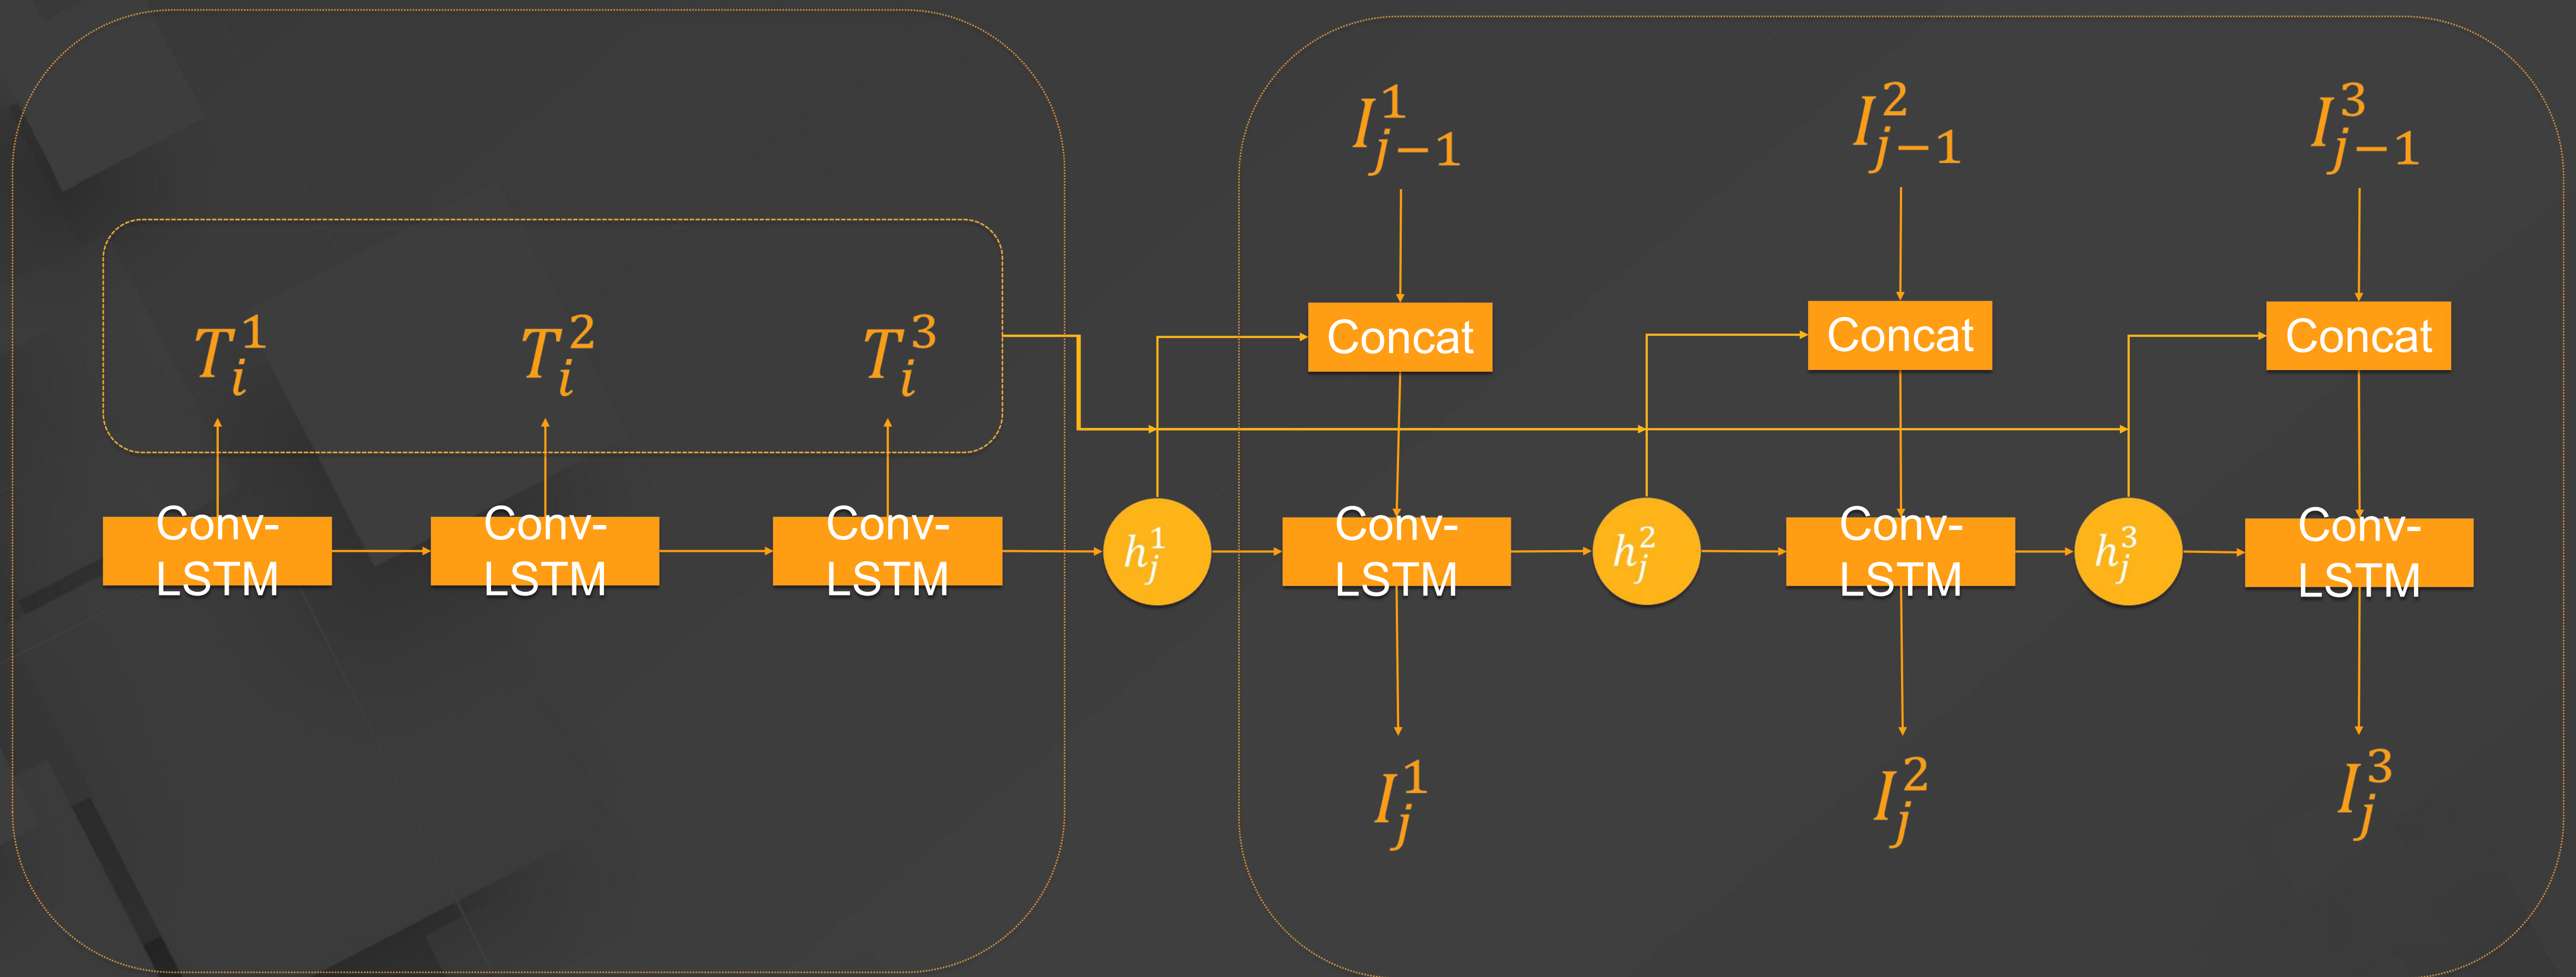 I_{j-1}^1
I_{j-1}^2
I_{j-1}^3
T_i^1
T_i^2
T_i^3
Concat
Concat
Concat
Conv-
LSTM
Conv-
LSTM
Conv-
LSTM
h_j^1
Conv-
LSTM
h_j^2
Conv-
LSTM
h_j^3
Conv-
LSTM
I_j^1
I_j^2
I_j^3